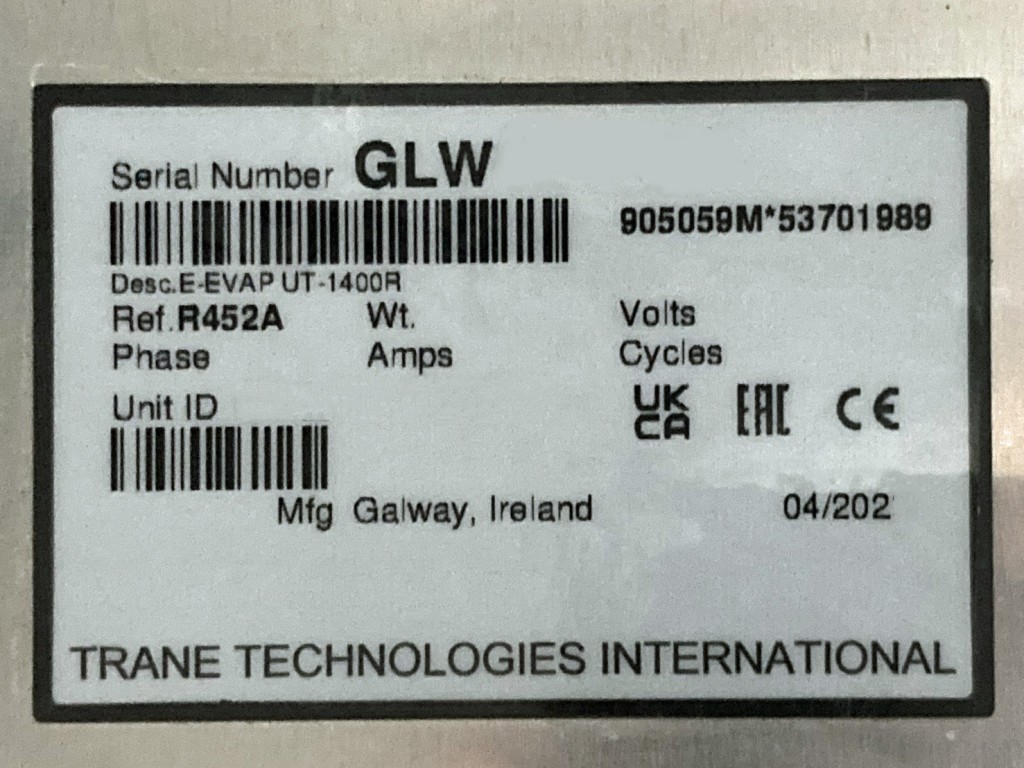 Serial Number GLW
905059M*53701989
Desc.E-EVAP UT-1400R
Ref.R452A Wt. Volts
Phase Amps Cycles
Unit ID
UK
CA EAC CE
Mfg Galway, Ireland 04/202
TRANE TECHNOLOGIES INTERNATIONAL